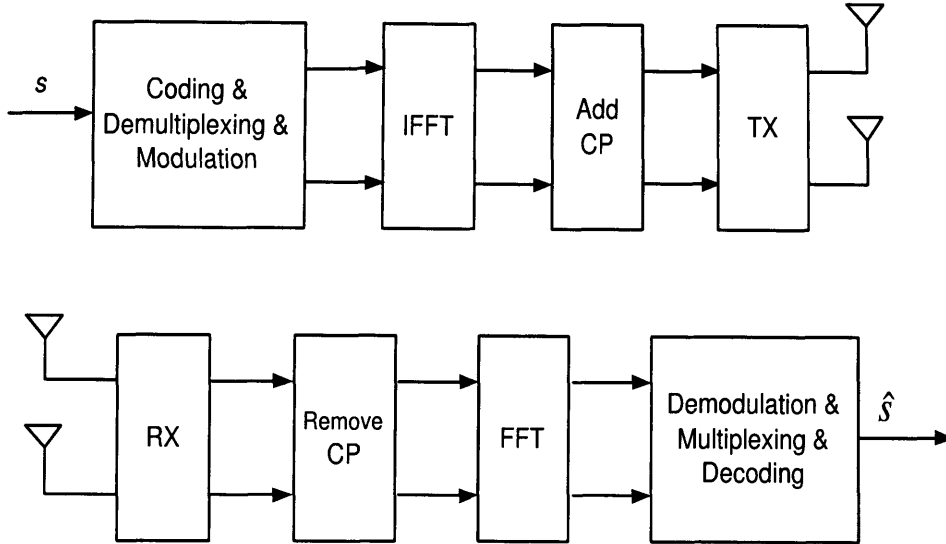 s
Coding &
Demultiplexing &
Modulation
IFFT
Add
CP
TX
RX
Remove
CP
FFT
Demodulation &
Multiplexing &
Decoding
ŝ